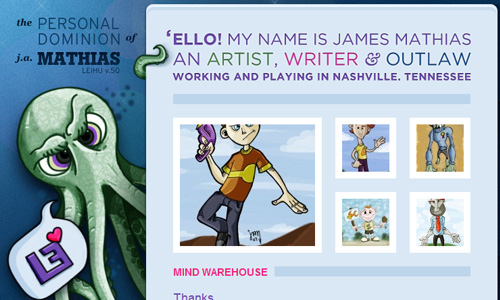 the PERSONAL
DOMINION of
j.a. MATHIAS
LEIHU v.50
'ELLO! MY NAME IS JAMES MATHIAS
AN ARTIST, WRITER & OUTLAW
WORKING AND PLAYING IN NASHVILLE. TENNESSEE
MIND WAREHOUSE
Thanks